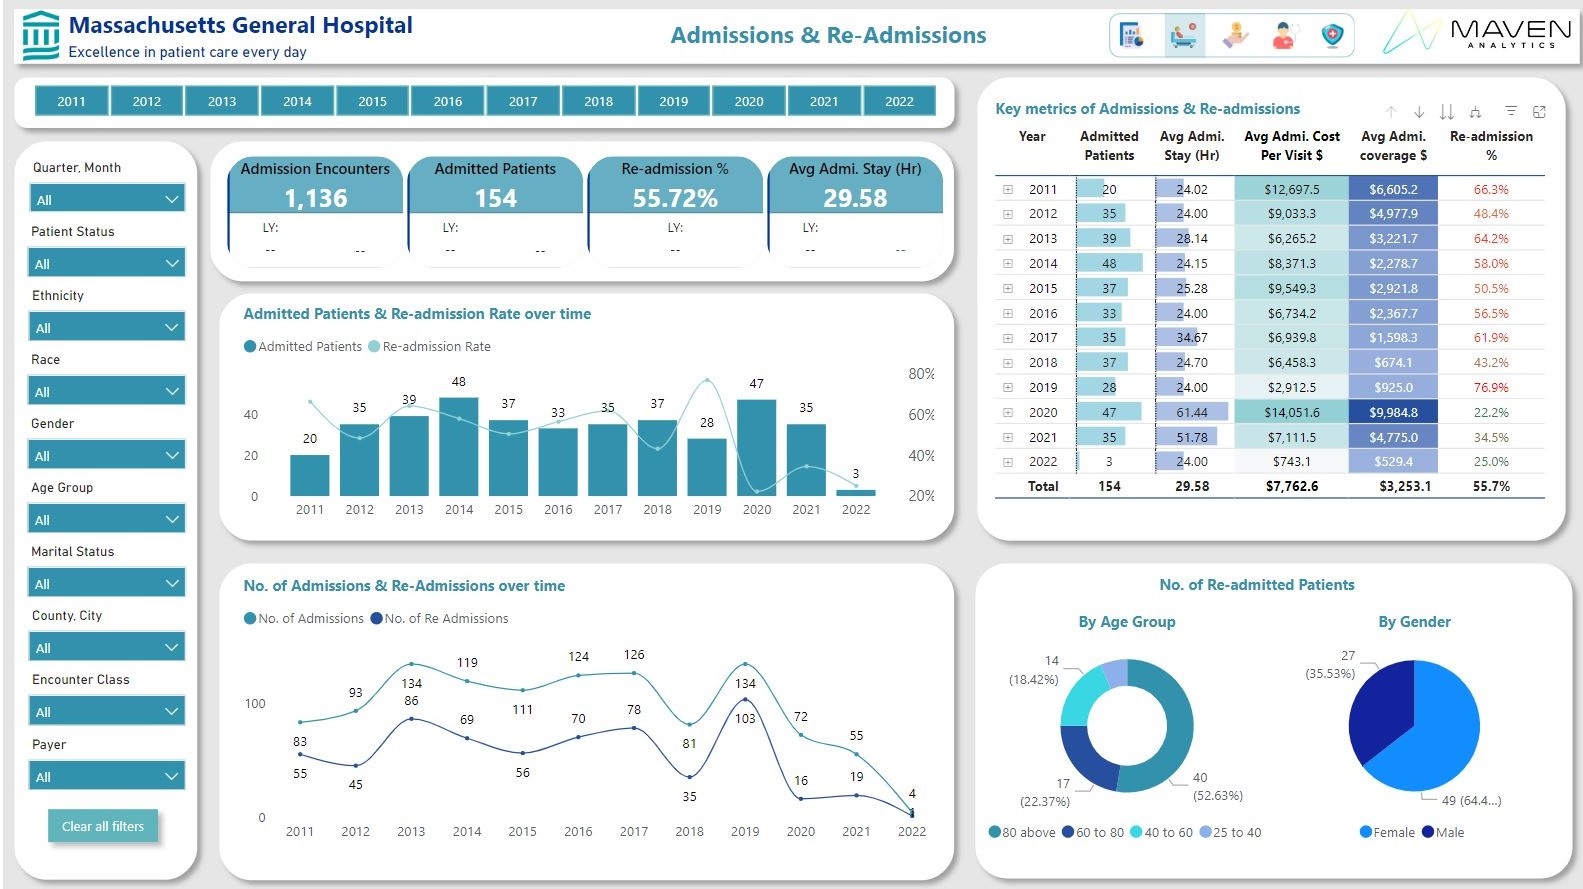 Massachusetts General Hospital
Excellence in patient care every day
Admissions & Re-Admissions
MAVEN
ANALYTICS
2011 2012 2013 2014 2015 2016 2017 2018 2019 2020 2021 2022
Quarter, Month
All
Patient Status
All
Ethnicity
All
Race
All
Gender
All
Age Group
All
Marital Status
All
County, City
All
Encounter Class
All
Payer
All
Clear all filters
Admission Encounters
1,136
LY:
-- --
Admitted Patients
154
LY:
-- --
Re-admission %
55.72%
LY:
--
Avg Admi. Stay (Hr)
29.58
LY:
-- --
Admitted Patients & Re-admission Rate over time
Admitted Patients Re-admission Rate
80%
60%
40%
20%
40
20
0
20 35 39 48 37 33 35 37 28 47 35 3
2011 2012 2013 2014 2015 2016 2017 2018 2019 2020 2021 2022
No. of Admissions & Re-Admissions over time
No. of Admissions No. of Re Admissions
100
0
83 93 134 119 111 124 126 81 134 72 55 4
55 45 86 69 56 70 78 35 103 16 19 1
2011 2012 2013 2014 2015 2016 2017 2018 2019 2020 2021 2022
Key metrics of Admissions & Re-admissions
Year Admitted Patients Avg Admi. Stay (Hr) Avg Admi. Cost Per Visit $ Avg Admi. coverage $ Re-admission %
2011 20 24.02 $12,697.5 $6,605.2 66.3%
2012 35 24.00 $9,033.3 $4,977.9 48.4%
2013 39 28.14 $6,265.2 $3,221.7 64.2%
2014 48 24.15 $8,371.3 $2,278.7 58.0%
2015 37 25.28 $9,549.3 $2,921.8 50.5%
2016 33 24.00 $6,734.2 $2,367.7 56.5%
2017 35 34.67 $6,939.8 $1,598.3 61.9%
2018 37 24.70 $6,458.3 $674.1 43.2%
2019 28 24.00 $2,912.5 $925.0 76.9%
2020 47 61.44 $14,051.6 $9,984.8 22.2%
2021 35 51.78 $7,111.5 $4,775.0 34.5%
2022 3 24.00 $743.1 $529.4 25.0%
Total 154 29.58 $7,762.6 $3,253.1 55.7%
No. of Re-admitted Patients
By Age Group
14
(18.42%)
17
(22.37%)
40
(52.63%)
80 above 60 to 80 40 to 60 25 to 40
By Gender
27
(35.53%)
49 (64.4...)
Female Male